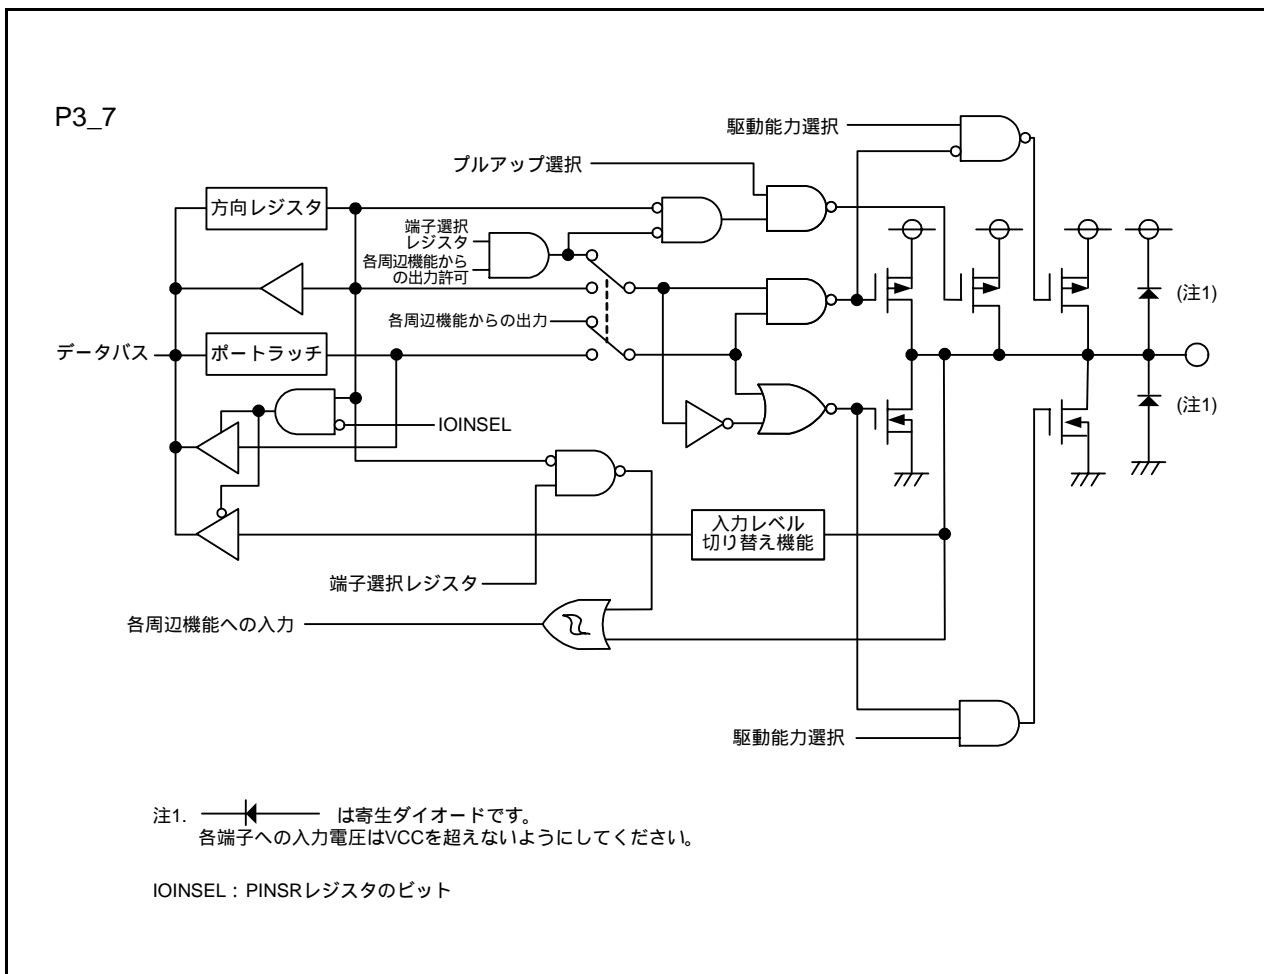 P3_7
駆動能力選択
プルアップ選択
方向レジスタ
端子選択
レジスタ
各周辺機能から
の出力許可
(注1)
各周辺機能からの出力
データバス
ポートラッチ
(注1)
IOINSEL
入力レベル
切り替え機能
端子選択レジスタ
各周辺機能への入力
駆動能力選択
注1. は寄生ダイオードです。
各端子への入力電圧はVCCを超えないようにしてください。
IOINSEL：PINSRレジスタのビット